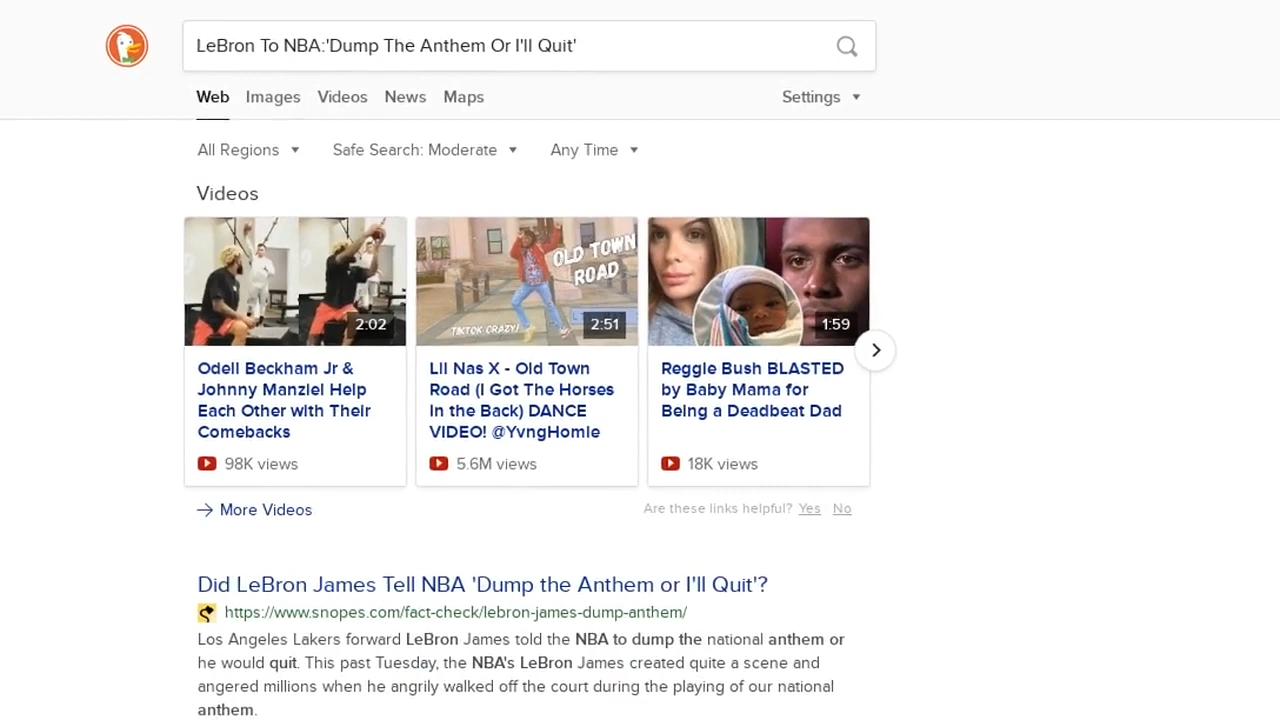 LeBron To NBA:'Dump The Anthem Or I'll Quit'
Web Images Videos News Maps Settings
All Regions Safe Search: Moderate Any Time
Videos
OLD TOWN
ROAD
TIKTOK CRAZY!
2:02 2:51 1:59
Odell Beckham Jr &
Johnny Manziel Help
Each Other with Their
Comebacks
98K views
Lil Nas X - Old Town
Road (I Got The Horses
in the Back) DANCE
VIDEO! @YvngHomie
5.6M views
Reggie Bush BLASTED
by Baby Mama for
Being a Deadbeat Dad
18K views
More Videos Are these links helpful? Yes No
Did LeBron James Tell NBA 'Dump the Anthem or I'll Quit'?
https://www.snopes.com/fact-check/lebron-james-dump-anthem/
Los Angeles Lakers forward LeBron James told the NBA to dump the national anthem or
he would quit. This past Tuesday, the NBA's LeBron James created quite a scene and
angered millions when he angrily walked off the court during the playing of our national
anthem.